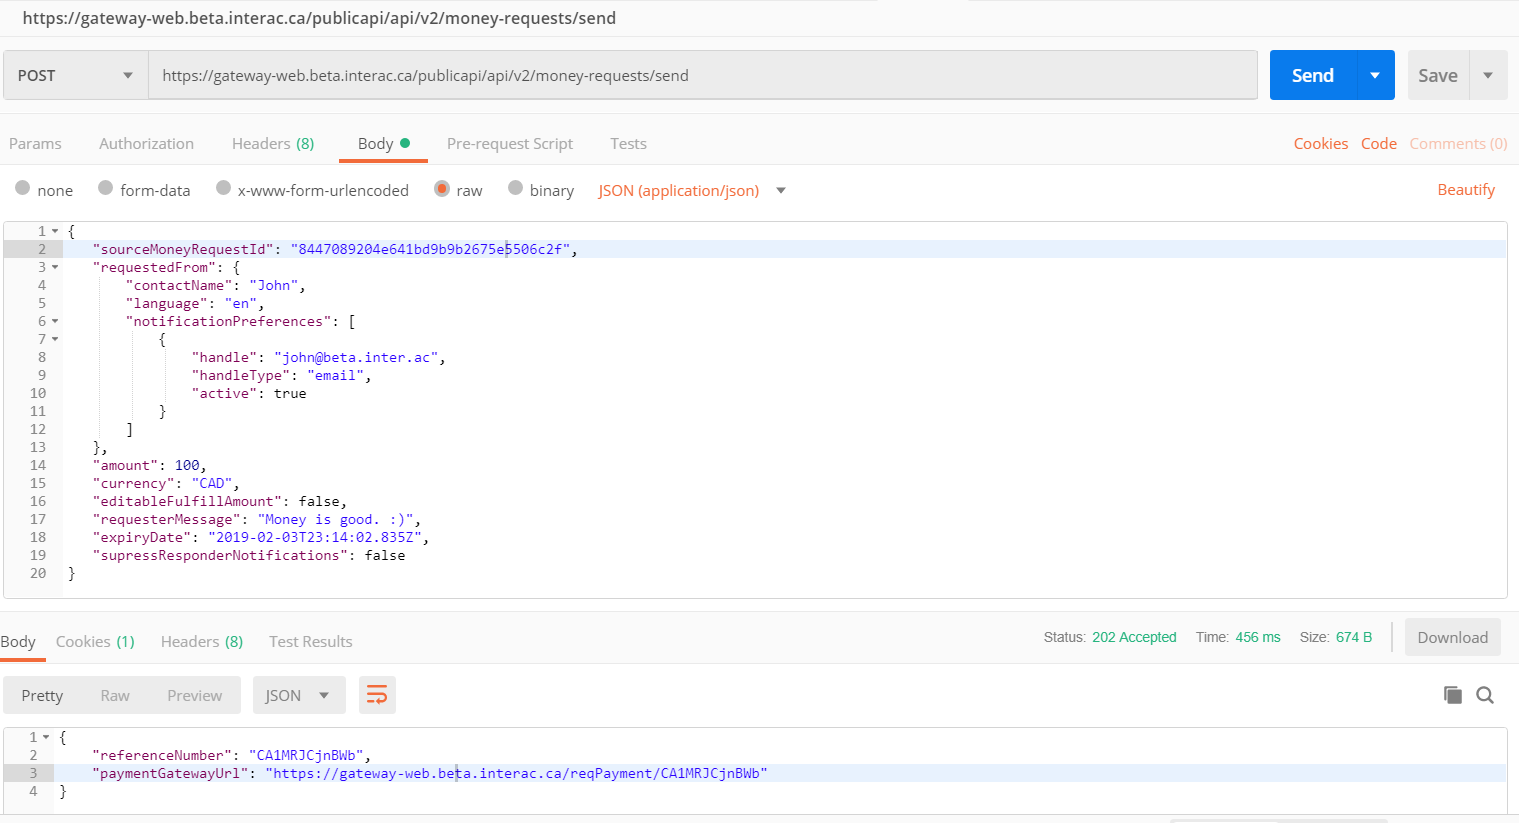 https://gateway-web.beta.interac.ca/publicapi/api/v2/money-requests/send
POST https://gateway-web.beta.interac.ca/publicapi/api/v2/money-requests/send Send Save
Params Authorization Headers (8) Body Pre-request Script Tests Cookies Code Comments (0)
none form-data x-www-form-urlencoded raw binary JSON (application/json) Beautify
1 {
2 "sourceMoneyRequestId": "8447089204e641bd9b9b2675e5506c2f",
3 "requestedFrom": {
4 "contactName": "John",
5 "language": "en",
6 "notificationPreferences": [
7 {
8 "handle": "john@beta.inter.ac",
9 "handleType": "email",
10 "active": true
11 }
12 ]
13 },
14 "amount": 100,
15 "currency": "CAD",
16 "editableFulfillAmount": false,
17 "requesterMessage": "Money is good. :)",
18 "expiryDate": "2019-02-03T23:14:02.835Z",
19 "supressResponderNotifications": false
20 }
Body Cookies (1) Headers (8) Test Results Status: 202 Accepted Time: 456 ms Size: 674 B Download
Pretty Raw Preview JSON
1 {
2 "referenceNumber": "CA1MRJCjnBWb",
3 "paymentGatewayUrl": "https://gateway-web.beta.interac.ca/reqPayment/CA1MRJCjnBWb"
4 }